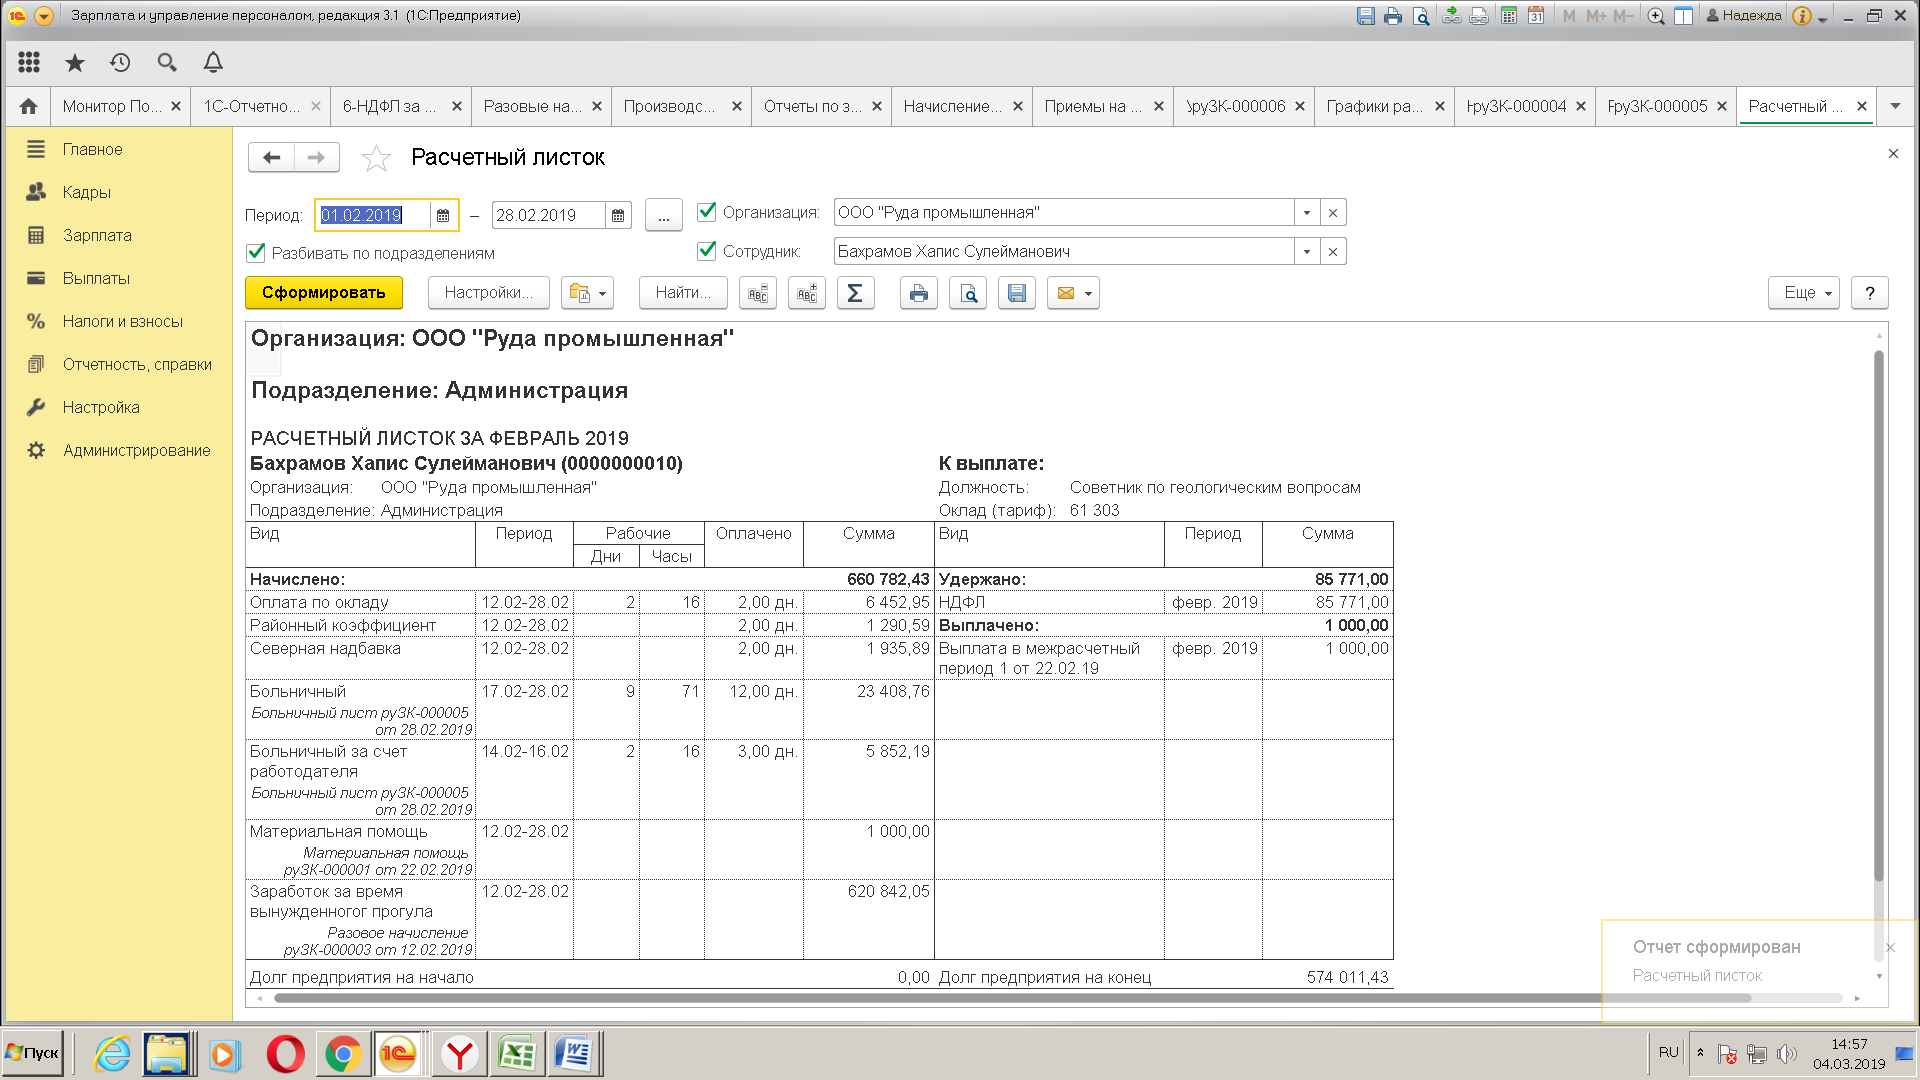 Зарплата и управление персоналом, редакция 3.1 (1С:Предприятие)
M M+ M- Надежда
Монитор По... 1С-Отчетно... 6-НДФЛ за ... Разовые на... Производс... Отчеты по з... Начисление... Приемы на ... руЗК-000006 Графики ра... руЗК-000004 руЗК-000005 Расчетный ...
Главное
Кадры
Зарплата
Выплаты
Налоги и взносы
Отчетность, справки
Настройка
Администрирование
Расчетный листок
Период: 01.02.2019 – 28.02.2019 ... Организация: ООО "Руда промышленная"
Разбивать по подразделениям Сотрудник: Бахрамов Хапис Сулейманович
Сформировать Настройки... Найти... Σ Еще ?
Организация: ООО "Руда промышленная"
Подразделение: Администрация
РАСЧЕТНЫЙ ЛИСТОК ЗА ФЕВРАЛЬ 2019
Бахрамов Хапис Сулейманович (0000000010) К выплате:
Организация: ООО "Руда промышленная" Должность: Советник по геологическим вопросам
Подразделение: Администрация Оклад (тариф): 61 303
Вид Период Рабочие Оплачено Сумма Вид Период Сумма
Дни Часы
Начислено: 660 782,43 Удержано: 85 771,00
Оплата по окладу 12.02-28.02 2 16 2,00 дн. 6 452,95 НДФЛ февр. 2019 85 771,00
Районный коэффициент 12.02-28.02 2,00 дн. 1 290,59 Выплачено: 1 000,00
Северная надбавка 12.02-28.02 2,00 дн. 1 935,89 Выплата в межрасчетный февр. 2019 1 000,00
период 1 от 22.02.19
Больничный 17.02-28.02 9 71 12,00 дн. 23 408,76
Больничный лист руЗК-000005
от 28.02.2019
Больничный за счет 14.02-16.02 2 16 3,00 дн. 5 852,19
работодателя
Больничный лист руЗК-000005
от 28.02.2019
Материальная помощь 12.02-28.02 1 000,00
Материальная помощь
руЗК-000001 от 22.02.2019
Заработок за время 12.02-28.02 620 842,05
вынужденногог прогула
Разовое начисление
руЗК-000003 от 12.02.2019
Долг предприятия на начало 0,00 Долг предприятия на конец 574 011,43
Отчет сформирован
Расчетный листок
Пуск RU 14:57
04.03.2019